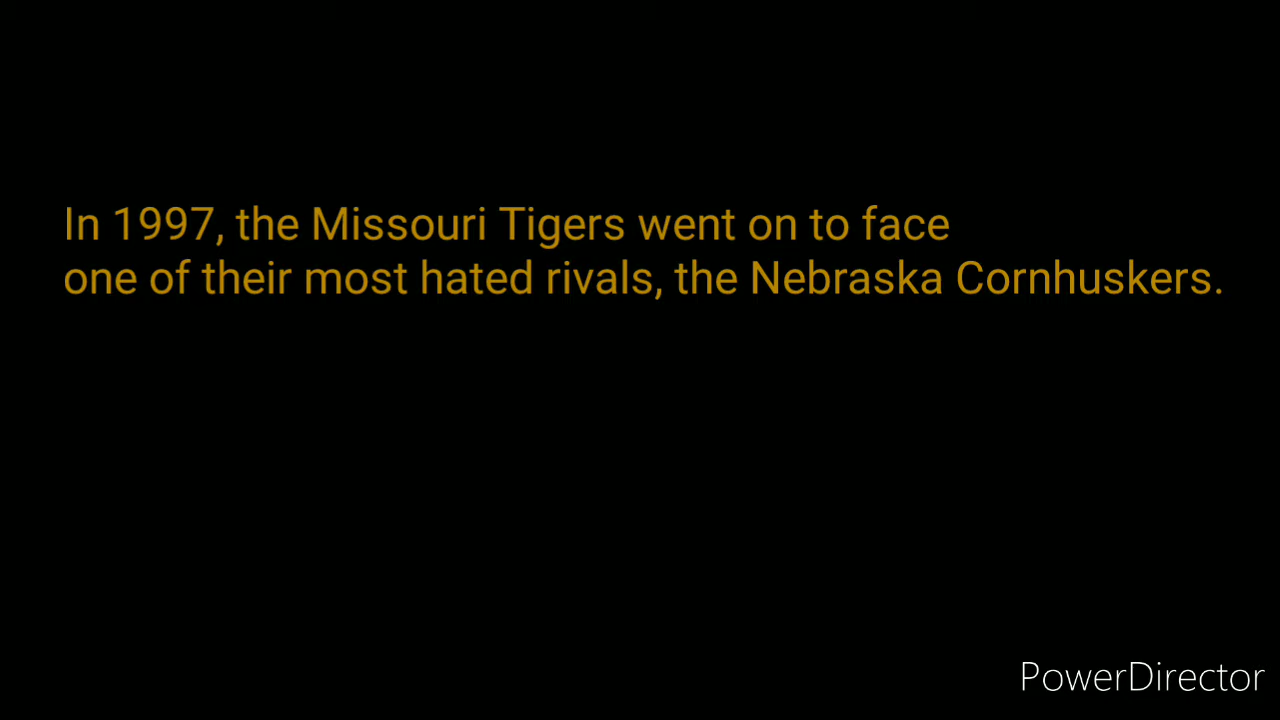 In 1997, the Missouri Tigers went on to face
one of their most hated rivals, the Nebraska Cornhuskers.
PowerDirector